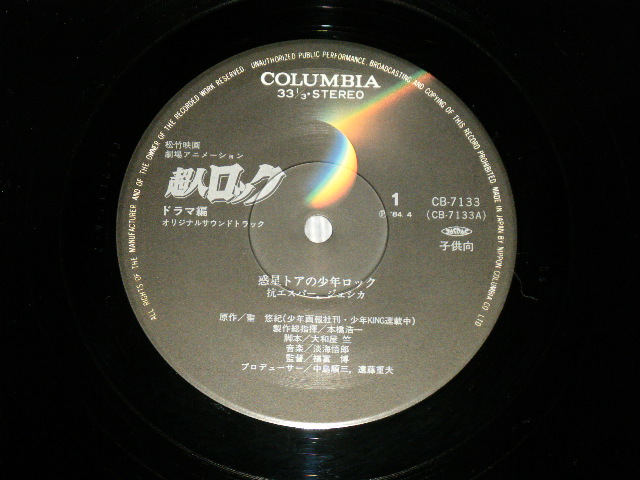 ALL RIGHTS OF THE MANUFACTURER AND OF THE OWNER OF THE RECORDED WORK RESERVED. UNAUTHORIZED PUBLIC PERFORMANCE, BROADCASTING AND COPYING OF THIS RECORD PROHIBITED MADE IN JAPAN BY NIPPON COLUMBIA CO LTD
COLUMBIA
33 1/3・STEREO
松竹映画
劇場アニメーション
超人ロック
ドラマ編
オリジナルサウンドトラック
1
Ⓟ '84. 4
CB-7133
(CB-7133A)
子供向
惑星トアの少年ロック
抗エスパー ジェシカ
原作/聖 悠紀(少年画報社刊・少年KING連載中)
製作総指揮/本橋浩一
脚本/大和屋 竺
音楽/淡海悟郎
監督/福冨 博
プロデューサー/中島順三, 遠藤重夫